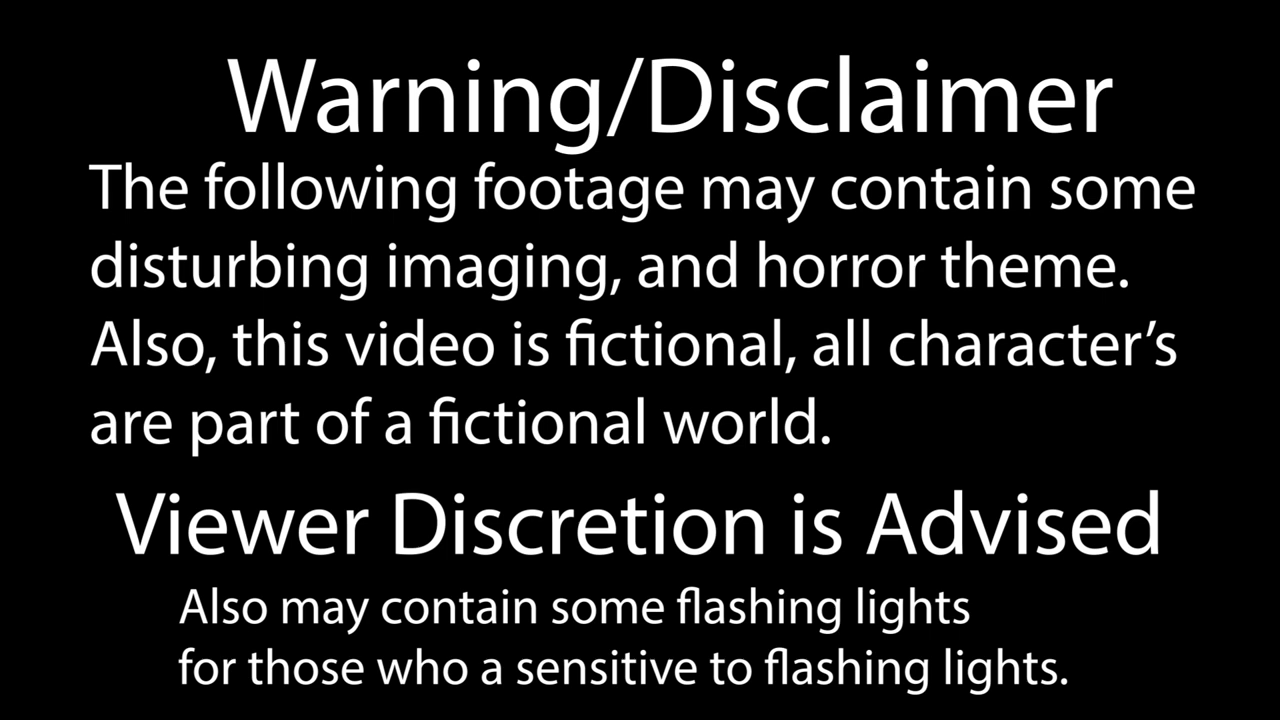 Warning/Disclaimer
The following footage may contain some
disturbing imaging, and horror theme.
Also, this video is fictional, all character’s
are part of a fictional world.
Viewer Discretion is Advised
Also may contain some flashing lights
for those who a sensitive to flashing lights.